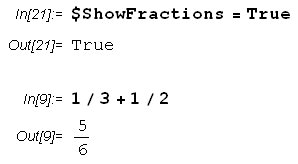 In[21]:= $ShowFractions = True
Out[21]= True
In[9]:= 1 / 3 + 1 / 2
Out[9]= 5/6